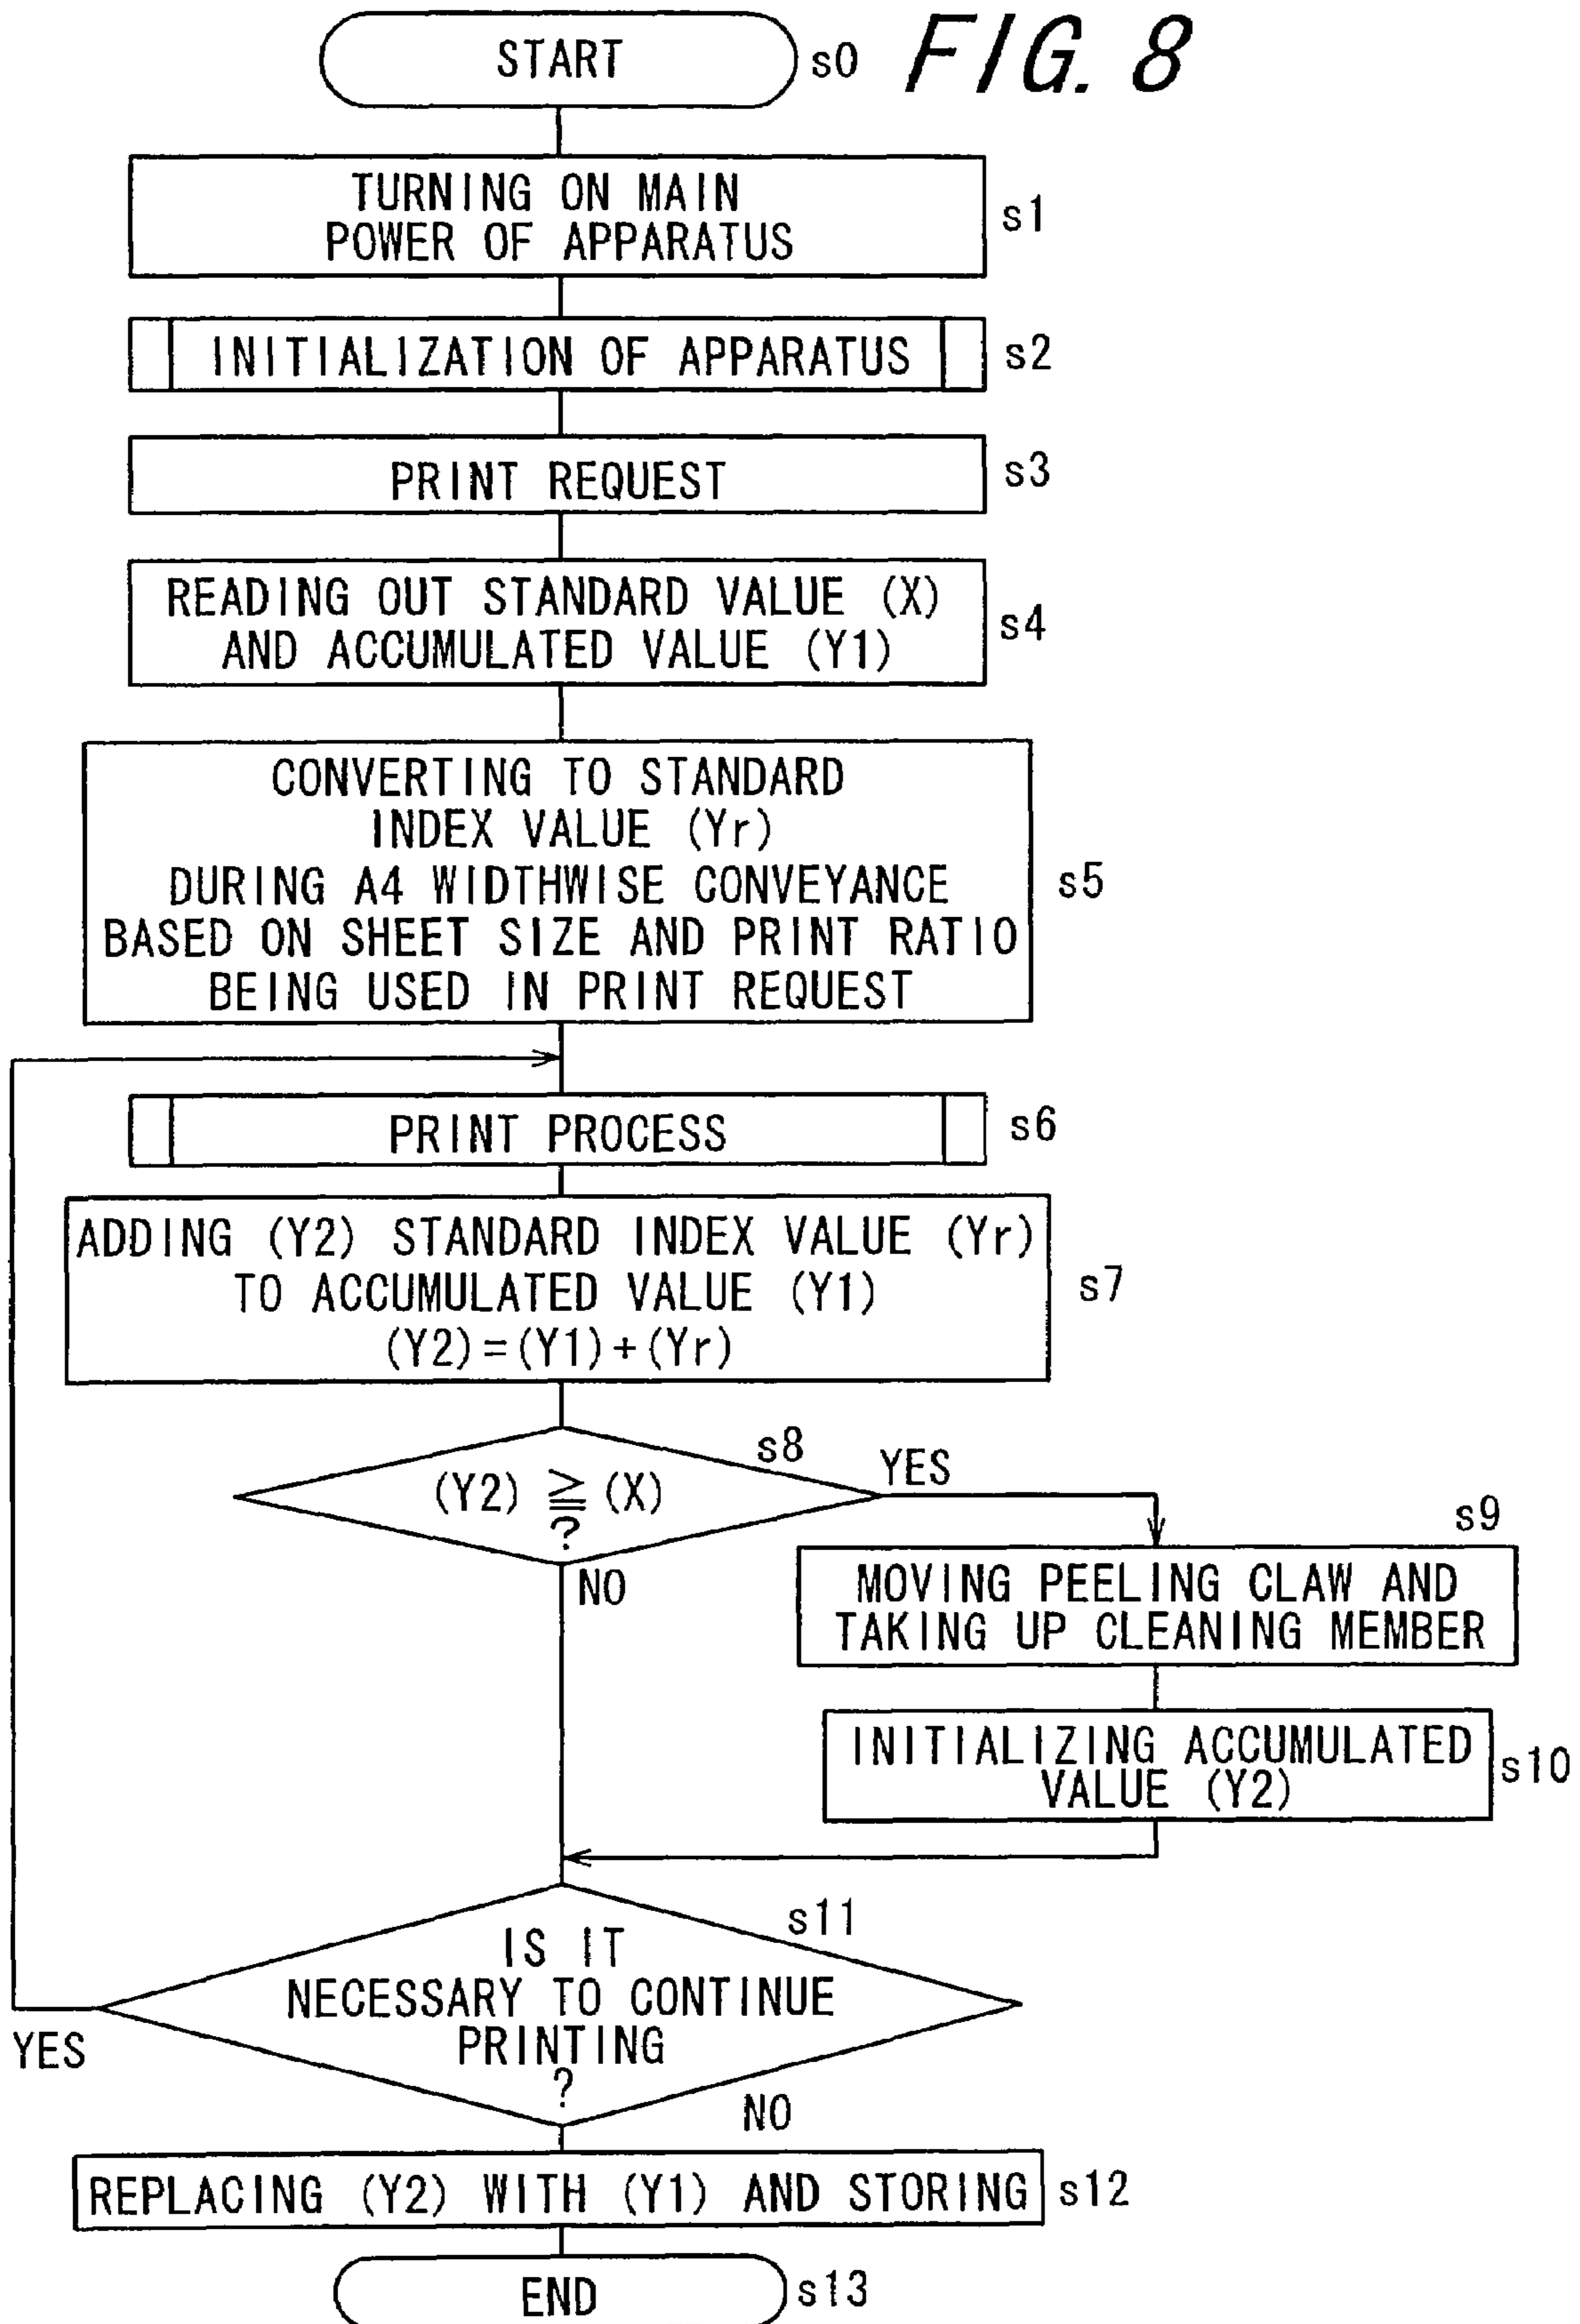 START
s0
FIG. 8
TURNING ON MAIN
POWER OF APPARATUS
s1
INITIALIZATION OF APPARATUS
s2
PRINT REQUEST
s3
READING OUT STANDARD VALUE (X)
AND ACCUMULATED VALUE (Y1)
s4
CONVERTING TO STANDARD
INDEX VALUE (Yr)
DURING A4 WIDTHWISE CONVEYANCE
BASED ON SHEET SIZE AND PRINT RATIO
BEING USED IN PRINT REQUEST
s5
PRINT PROCESS
s6
ADDING (Y2) STANDARD INDEX VALUE (Yr)
TO ACCUMULATED VALUE (Y1)
(Y2)=(Y1)+(Yr)
s7
s8
(Y2) ≧ (X)
?
YES
NO
s9
MOVING PEELING CLAW AND
TAKING UP CLEANING MEMBER
INITIALIZING ACCUMULATED
VALUE (Y2)
s10
s11
IS IT
NECESSARY TO CONTINUE
PRINTING
?
YES
NO
REPLACING (Y2) WITH (Y1) AND STORING
s12
END
s13